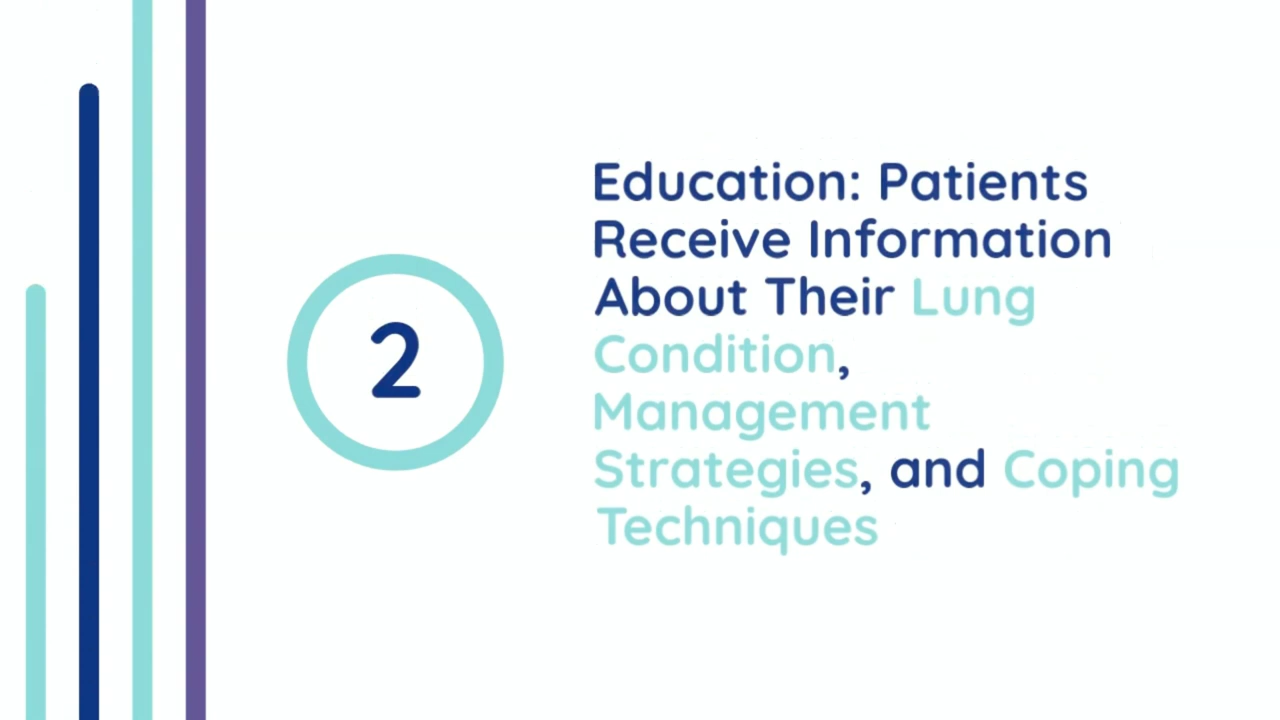 2
Education: Patients
Receive Information
About Their Lung
Condition,
Management
Strategies, and Coping
Techniques